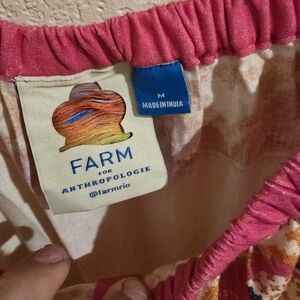 FARM
FOR
ANTHROPOLOGIE
@farmrio
M
MADE IN INDIA